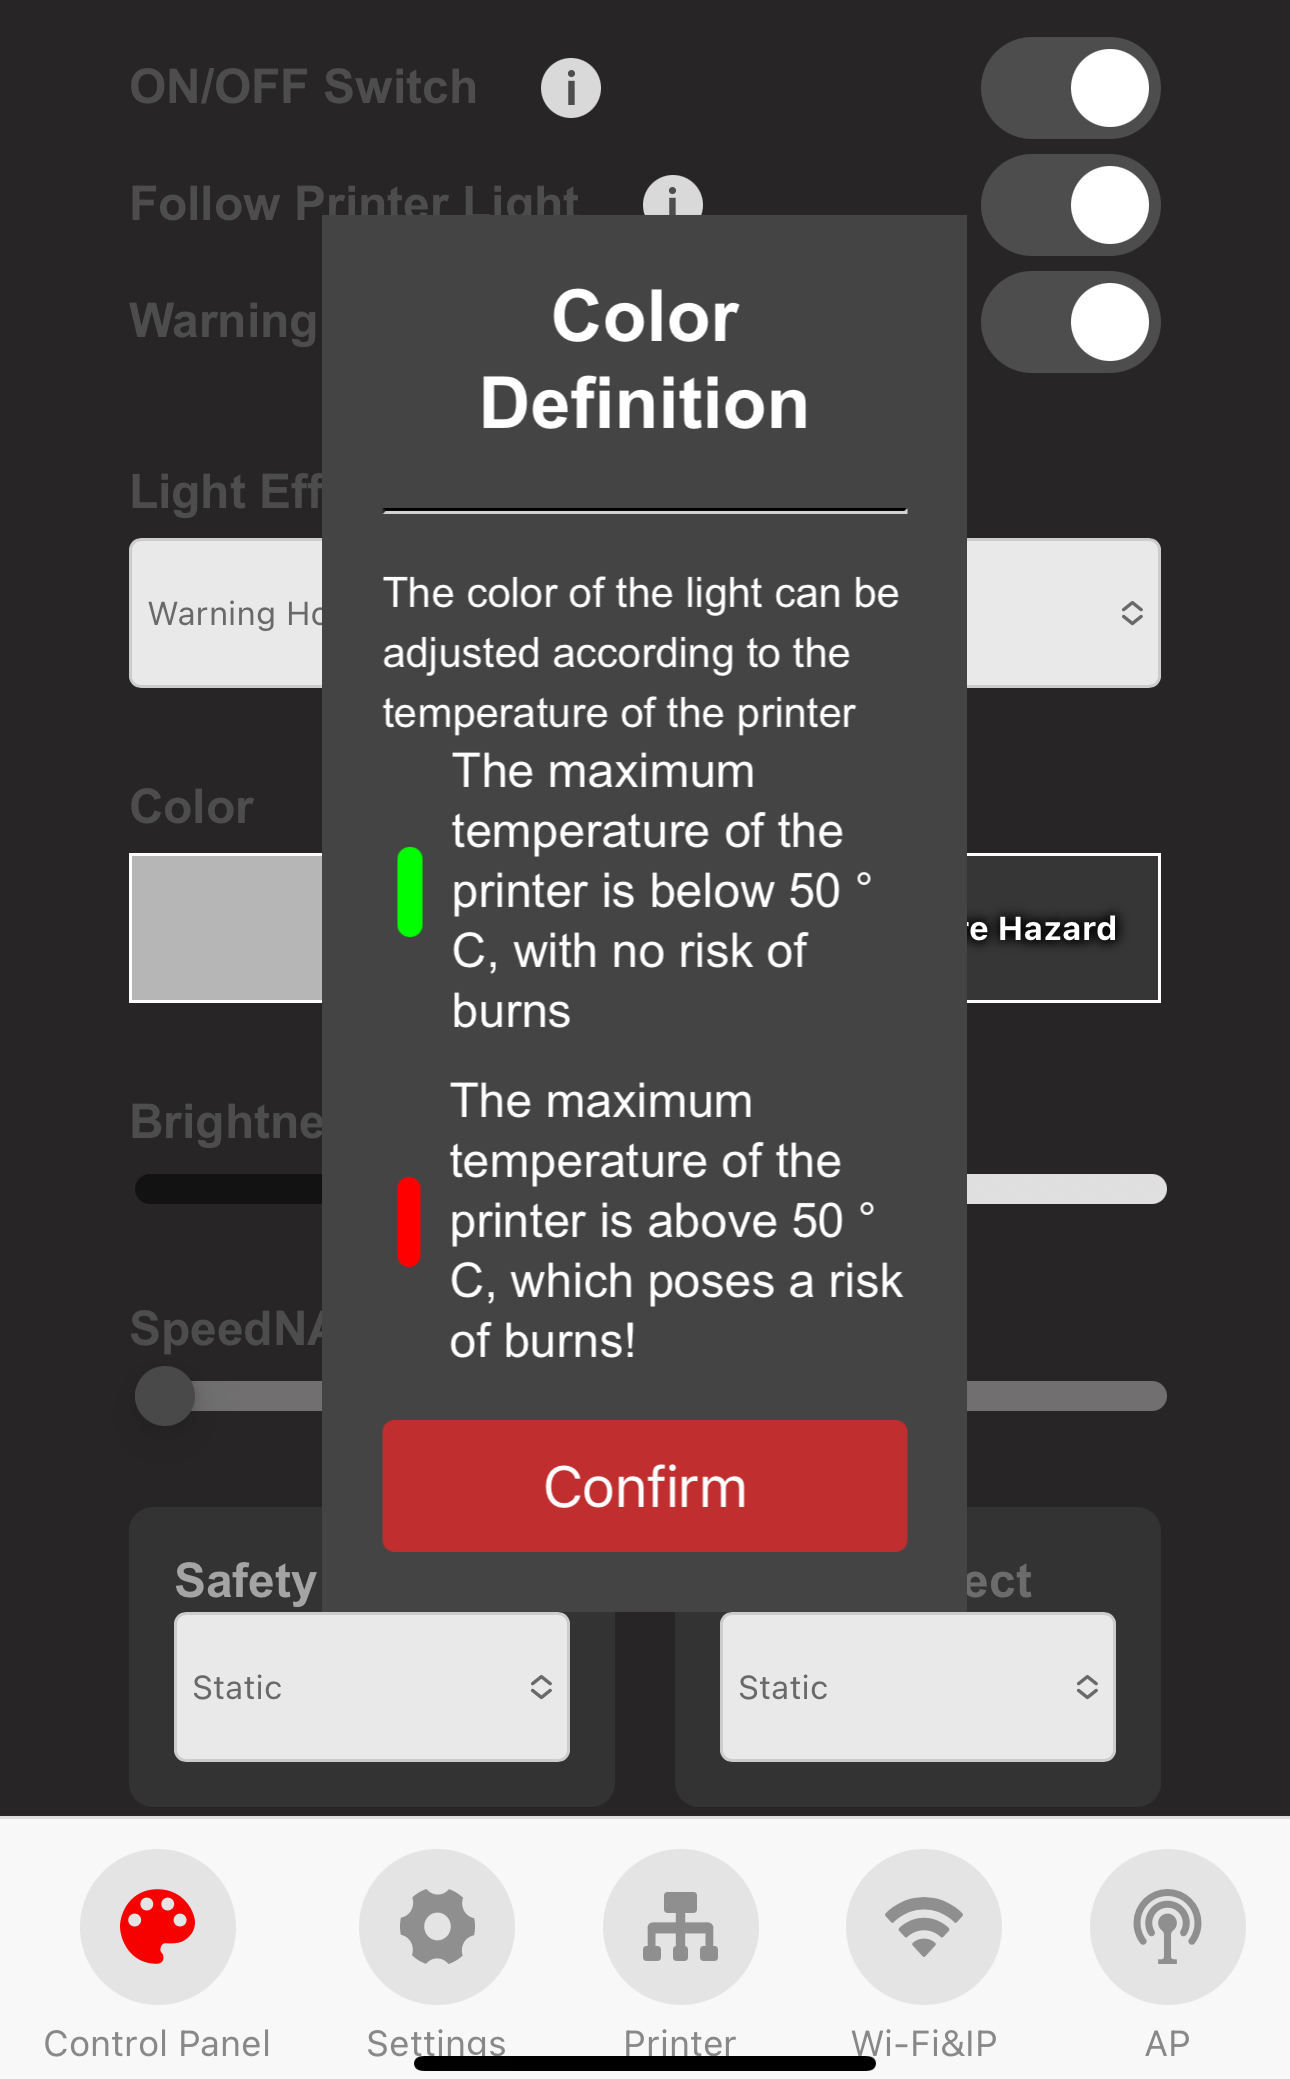 ON/OFF Switch i
Follow Printer Light i
Warning
Color
Definition
Light Eff
The color of the light can be
adjusted according to the
temperature of the printer
Warning Ho
The maximum
temperature of the
printer is below 50 °
C, with no risk of
burns
Color
re Hazard
The maximum
temperature of the
printer is above 50 °
C, which poses a risk
of burns!
Brightne
SpeedNA
Confirm
Safety
ect
Static
Static
Control Panel
Settings
Printer
Wi-Fi&IP
AP